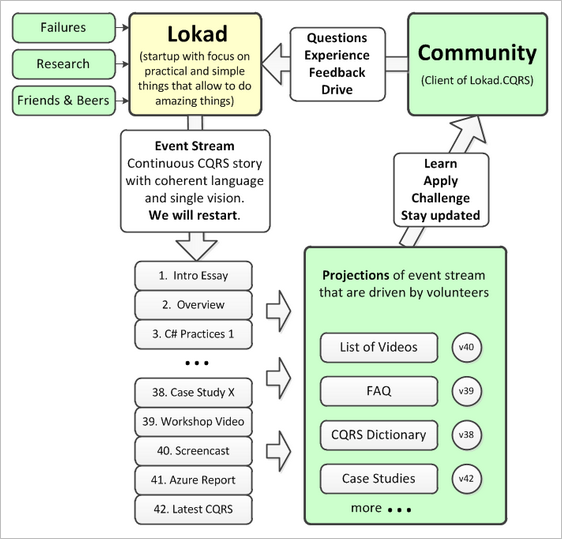 Failures
Research
Friends & Beers
Lokad
(startup with focus on
practical and simple
things that allow to do
amazing things)
Questions
Experience
Feedback
Drive
Community
(Client of Lokad.CQRS)
Event Stream
Continuous CQRS story
with coherent language
and single vision.
We will restart.
Learn
Apply
Challenge
Stay updated
1. Intro Essay
2. Overview
3. C# Practices 1
...
38. Case Study X
39. Workshop Video
40. Screencast
41. Azure Report
42. Latest CQRS
Projections of event stream
that are driven by volunteers
List of Videos v40
FAQ v39
CQRS Dictionary v38
Case Studies v42
more ...